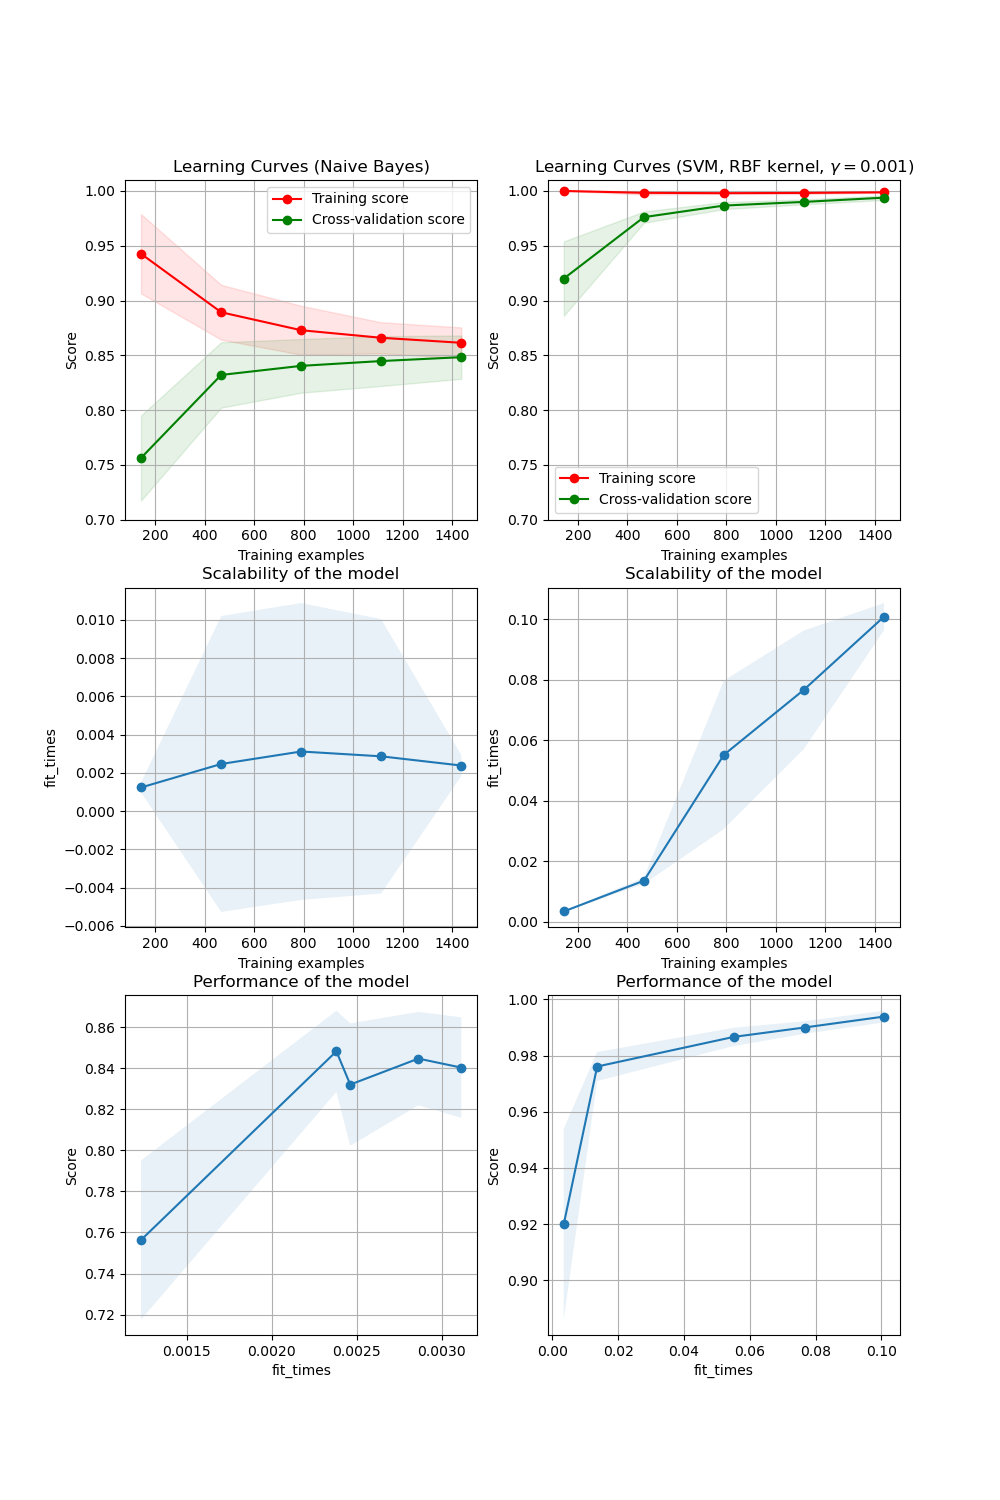 Learning Curves (Naive Bayes)
Learning Curves (SVM, RBF kernel, γ = 0.001)
1.00
0.95
0.90
0.85
0.80
0.75
0.70
Score
Training score
Cross-validation score
200 400 600 800 1000 1200 1400
Training examples
1.00
0.95
0.90
0.85
0.80
0.75
0.70
Score
Training score
Cross-validation score
200 400 600 800 1000 1200 1400
Training examples
Scalability of the model
0.010
0.008
0.006
0.004
0.002
0.000
−0.002
−0.004
−0.006
fit_times
200 400 600 800 1000 1200 1400
Training examples
Scalability of the model
0.10
0.08
0.06
0.04
0.02
0.00
fit_times
200 400 600 800 1000 1200 1400
Training examples
Performance of the model
0.86
0.84
0.82
0.80
0.78
0.76
0.74
0.72
Score
0.0015 0.0020 0.0025 0.0030
fit_times
Performance of the model
1.00
0.98
0.96
0.94
0.92
0.90
Score
0.00 0.02 0.04 0.06 0.08 0.10
fit_times